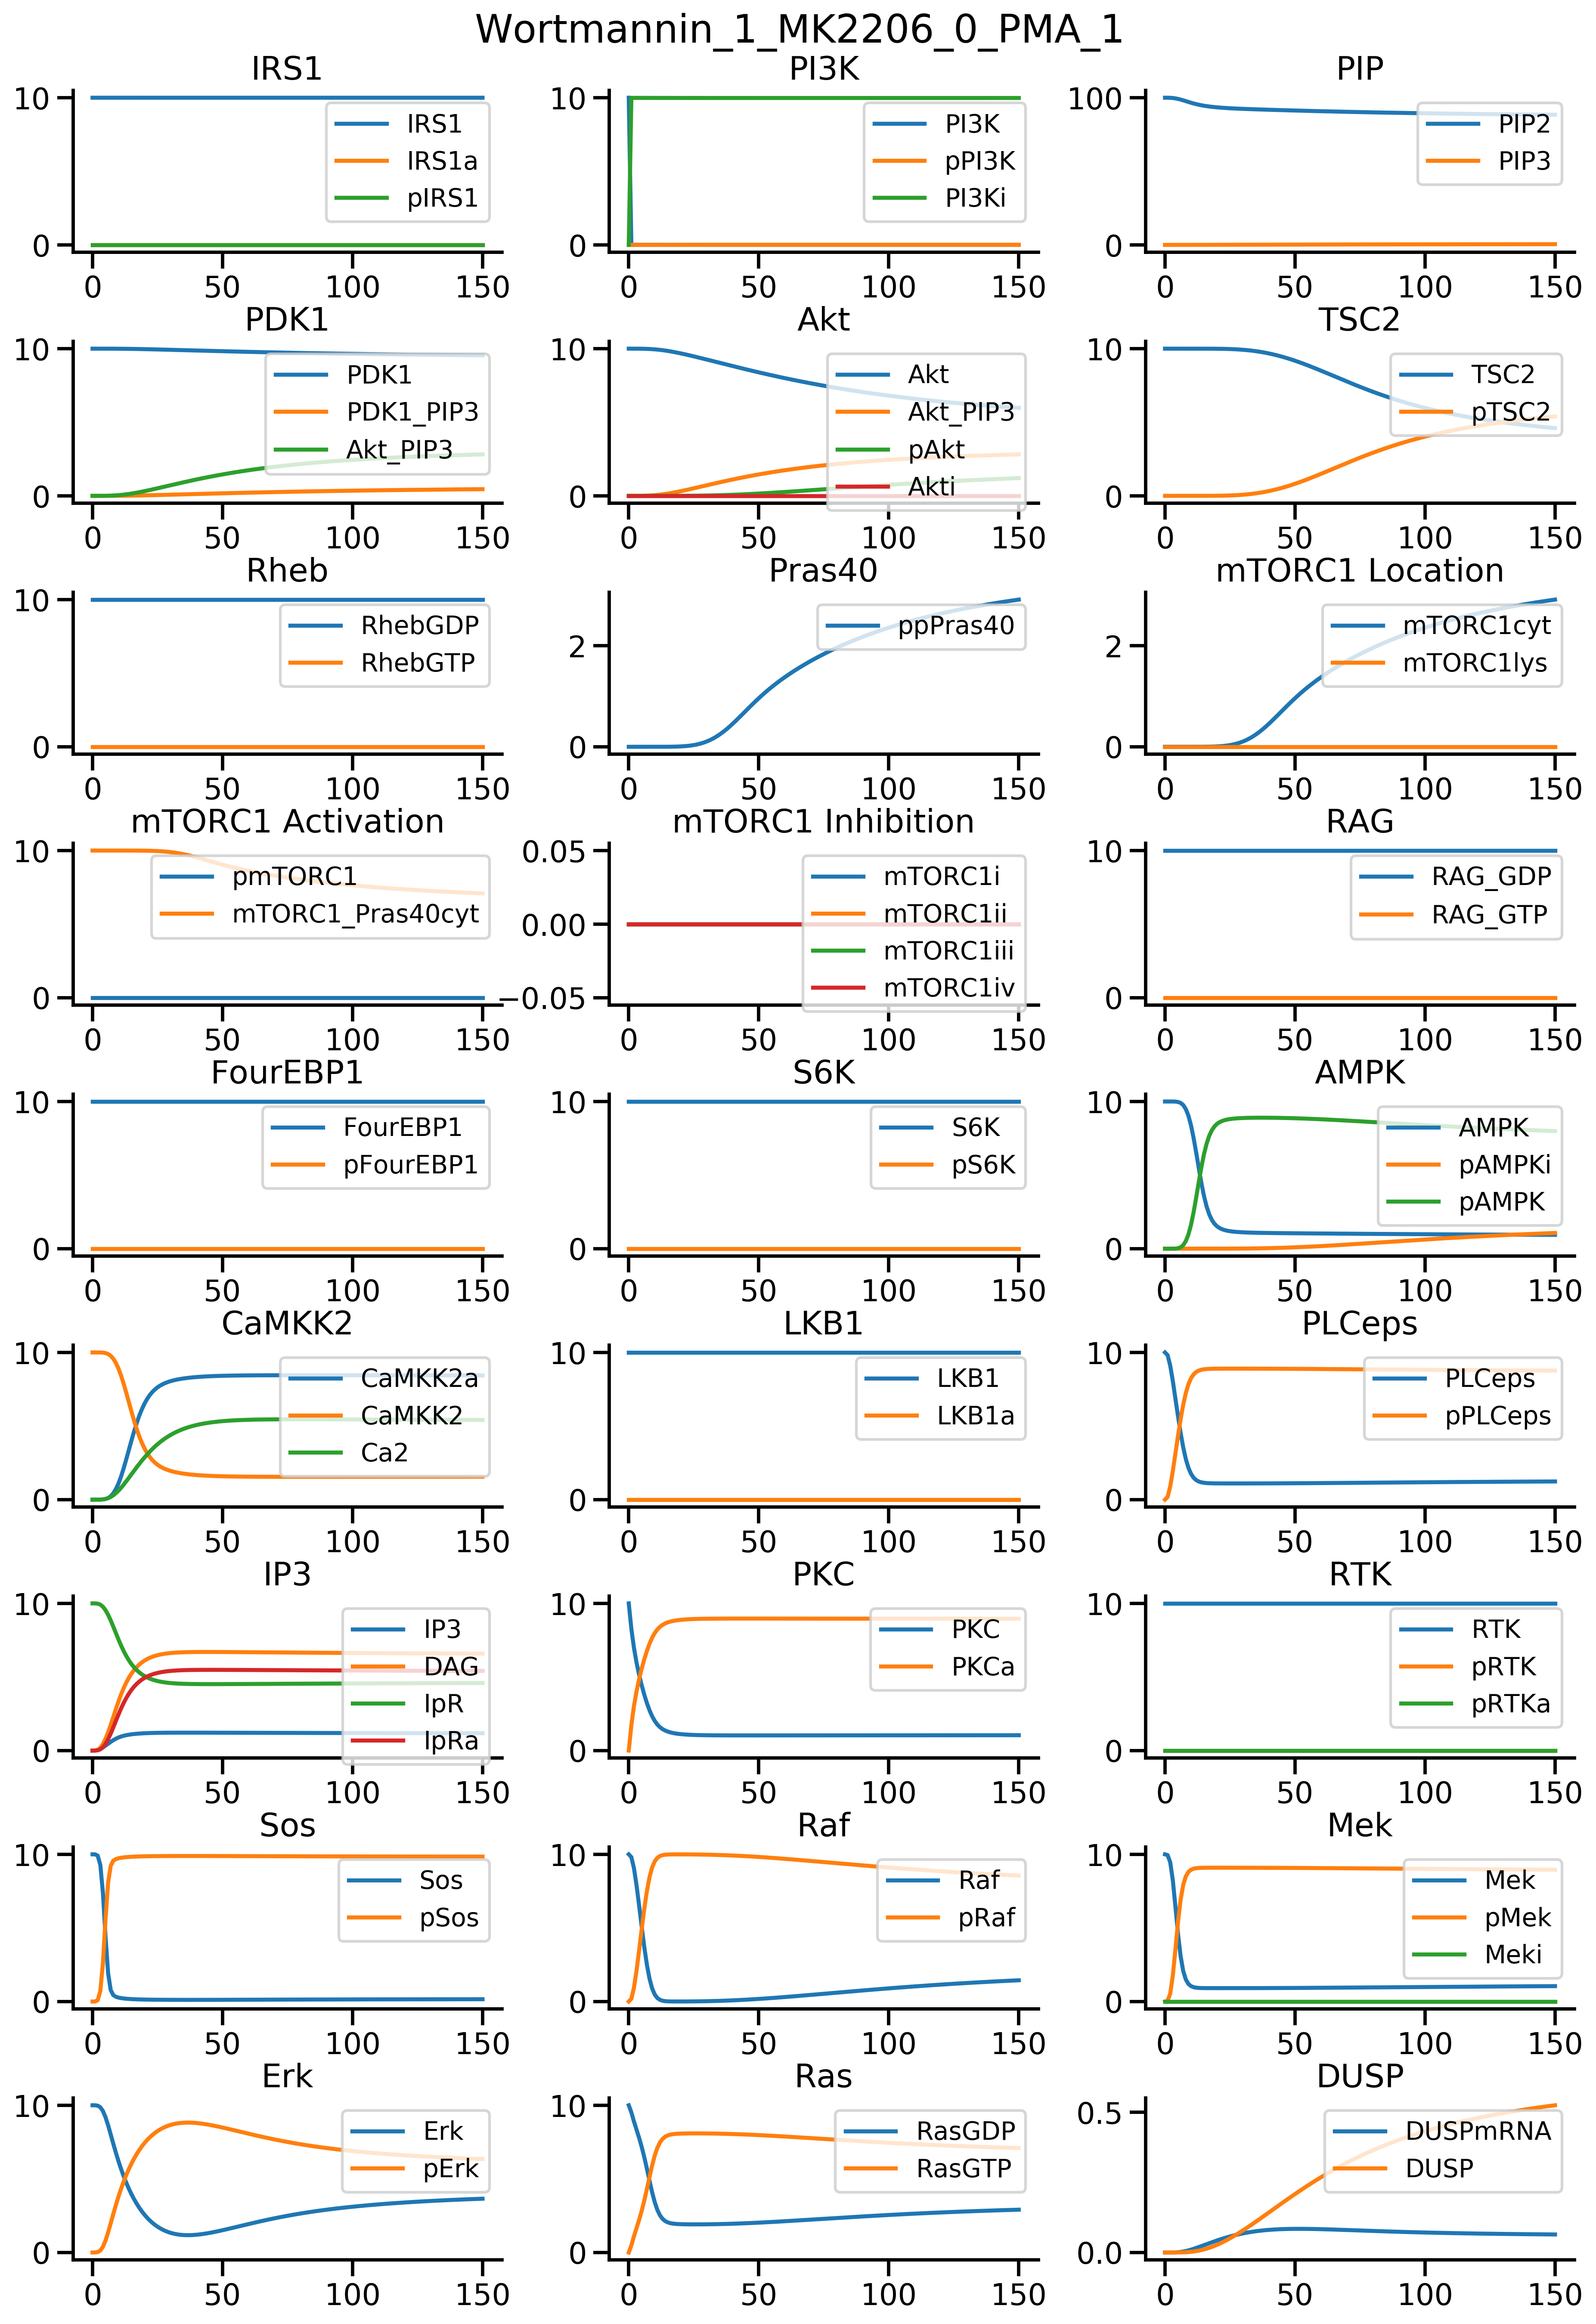 Wortmannin_1_MK2206_0_PMA_1
IRS1
10
0
0 50 100 150
IRS1
IRS1a
pIRS1
PI3K
10
0
0 50 100 150
PI3K
pPI3K
PI3Ki
PIP
100
0
0 50 100 150
PIP2
PIP3
PDK1
10
0
0 50 100 150
PDK1
PDK1_PIP3
Akt_PIP3
Akt
10
0
0 50 100 150
Akt
Akt_PIP3
pAkt
Akti
TSC2
10
0
0 50 100 150
TSC2
pTSC2
Rheb
10
0
0 50 100 150
RhebGDP
RhebGTP
Pras40
2
0
0 50 100 150
ppPras40
mTORC1 Location
2
0
0 50 100 150
mTORC1cyt
mTORC1lys
mTORC1 Activation
10
0
0 50 100 150
pmTORC1
mTORC1_Pras40cyt
mTORC1 Inhibition
0.05
0.00
−0.05
0 50 100 150
mTORC1i
mTORC1ii
mTORC1iii
mTORC1iv
RAG
10
0
0 50 100 150
RAG_GDP
RAG_GTP
FourEBP1
10
0
0 50 100 150
FourEBP1
pFourEBP1
S6K
10
0
0 50 100 150
S6K
pS6K
AMPK
10
0
0 50 100 150
AMPK
pAMPKi
pAMPK
CaMKK2
10
0
0 50 100 150
CaMKK2a
CaMKK2
Ca2
LKB1
10
0
0 50 100 150
LKB1
LKB1a
PLCeps
10
0
0 50 100 150
PLCeps
pPLCeps
IP3
10
0
0 50 100 150
IP3
DAG
IpR
IpRa
PKC
10
0
0 50 100 150
PKC
PKCa
RTK
10
0
0 50 100 150
RTK
pRTK
pRTKa
Sos
10
0
0 50 100 150
Sos
pSos
Raf
10
0
0 50 100 150
Raf
pRaf
Mek
10
0
0 50 100 150
Mek
pMek
Meki
Erk
10
0
0 50 100 150
Erk
pErk
Ras
10
0
0 50 100 150
RasGDP
RasGTP
DUSP
0.5
0.0
0 50 100 150
DUSPmRNA
DUSP